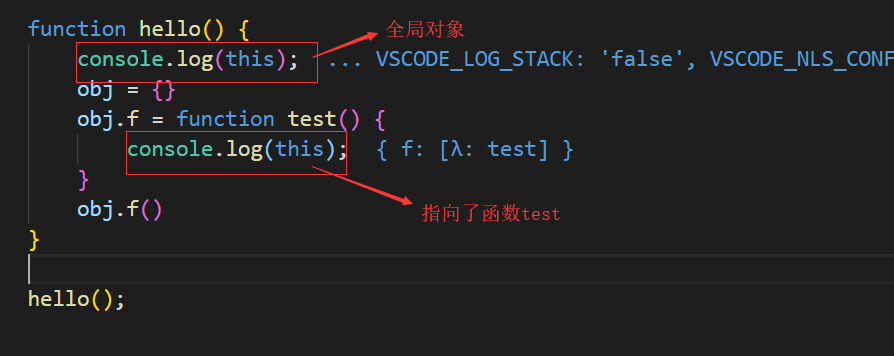 function hello() {
全局对象
console.log(this); ... VSCODE_LOG_STACK: 'false', VSCODE_NLS_CONF
obj = {}
obj.f = function test() {
console.log(this); { f: [λ: test] }
}
指向了函数test
obj.f()
}
hello();